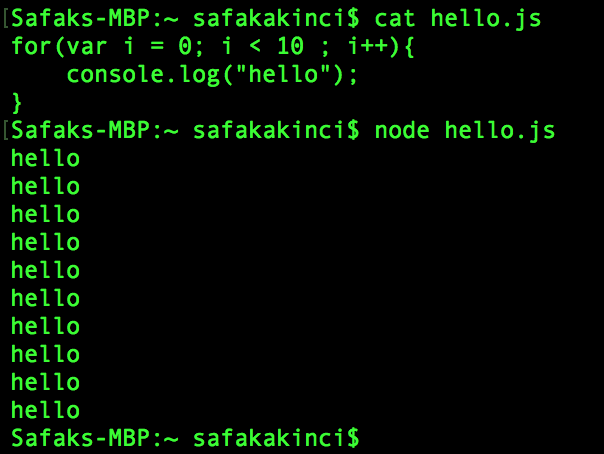 [Safaks-MBP:~ safakakinci$ cat hello.js
for(var i = 0; i < 10 ; i++){
    console.log("hello");
}
[Safaks-MBP:~ safakakinci$ node hello.js
hello
hello
hello
hello
hello
hello
hello
hello
hello
hello
Safaks-MBP:~ safakakinci$